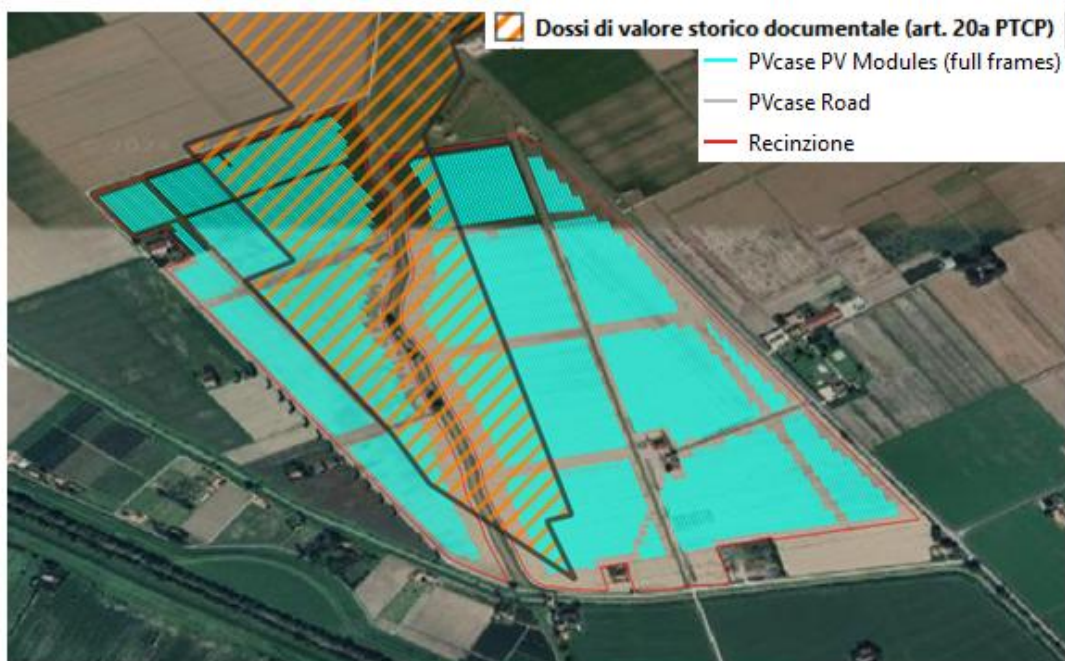 Dossi di valore storico documentale (art. 20a PTCP)
PVcase PV Modules (full frames)
PVcase Road
Recinzione